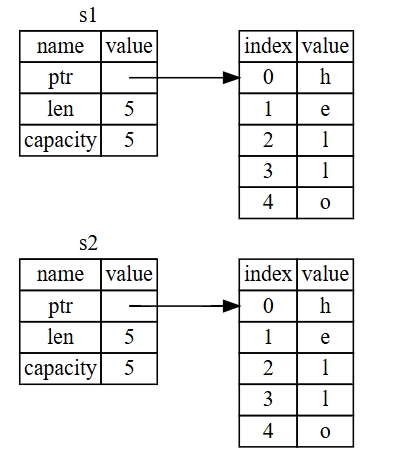 s1
name value
ptr
len 5
capacity 5
index value
0 h
1 e
2 l
3 l
4 o
s2
name value
ptr
len 5
capacity 5
index value
0 h
1 e
2 l
3 l
4 o